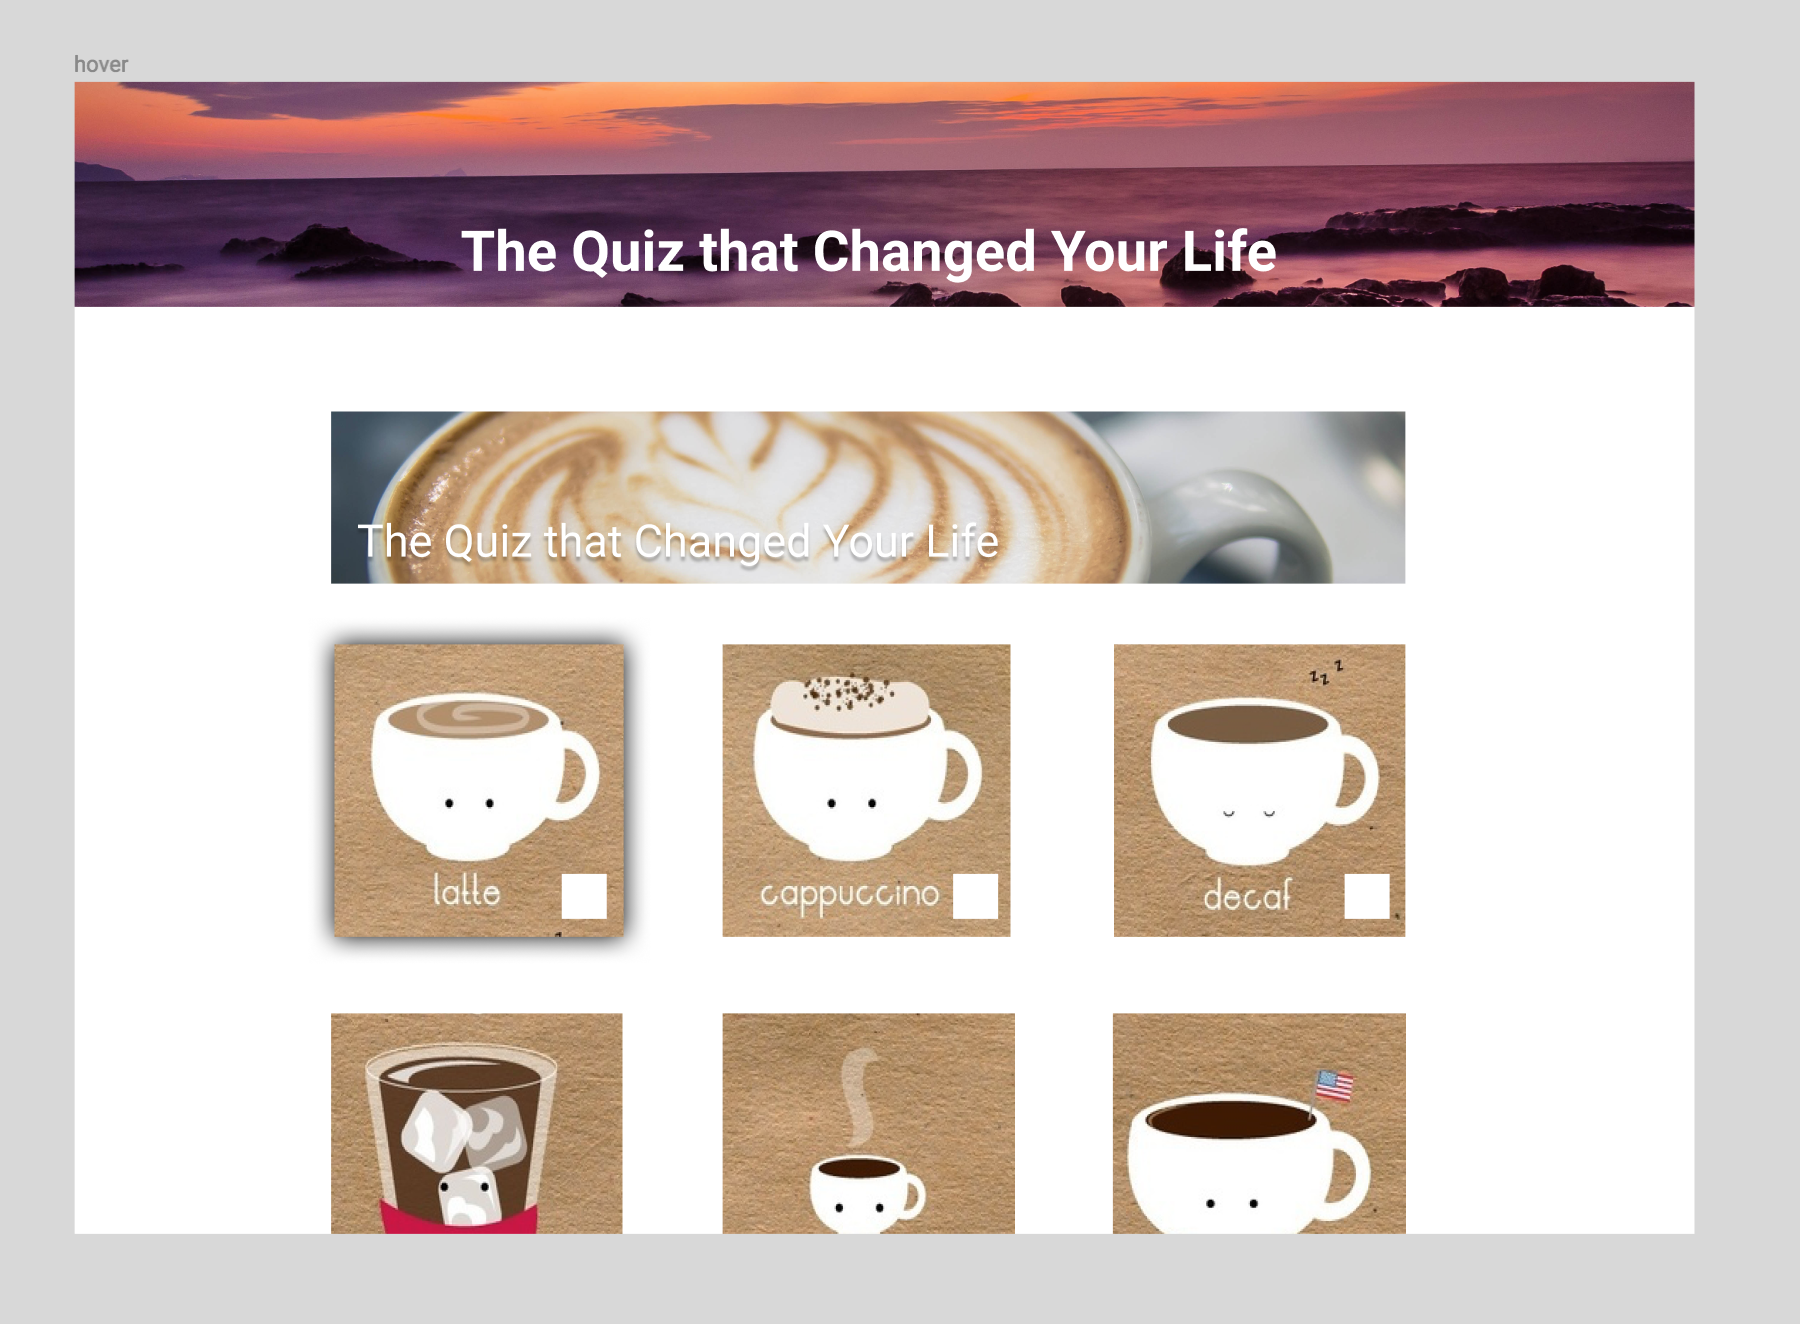 hover
The Quiz that Changed Your Life
The Quiz that Changed Your Life
z z z
latte
cappuccino
decaf